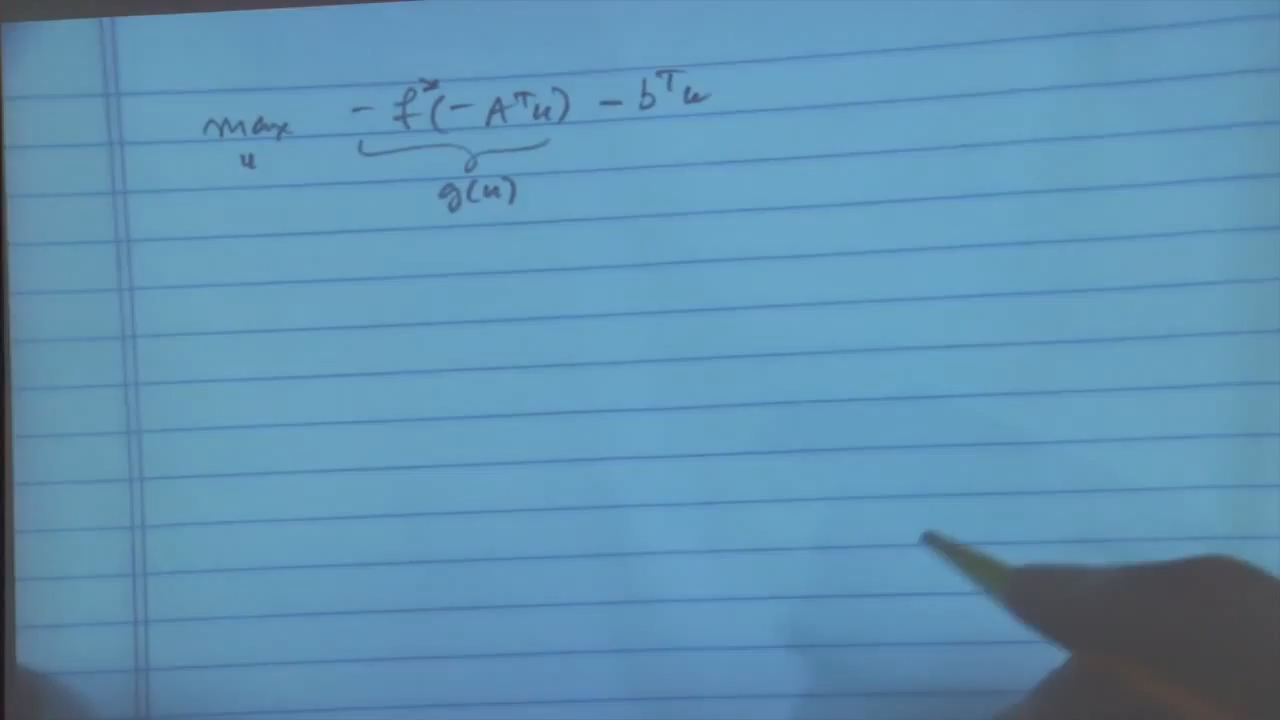 max - f*(-Aᵀu) - bᵀu
u
g(u)